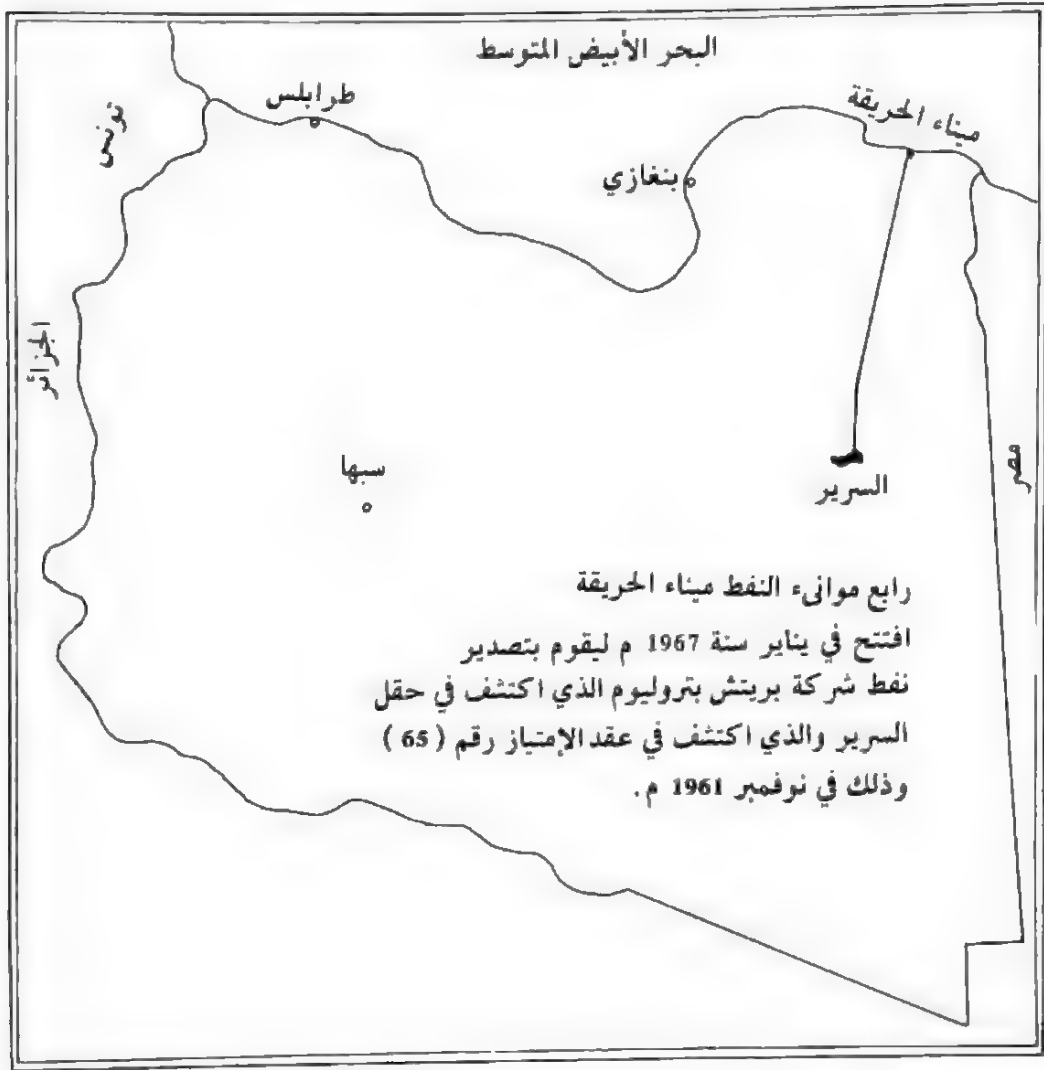 البحر الأبيض المتوسط
طرابلس
ميناء الحريقة
تونس
بنغازي
الجزائر
سبها
السرير
مصر
رابع موانىء النفط ميناء الحريقة
افتتح في يناير سنة 1967 م ليقوم بتصدير
نفط شركة بريتش بتروليوم الذي اكتشف في حقل
السرير والذي اكتشف في عقد الإمتياز رقم ( 65 )
وذلك في نوفمبر 1961 م.